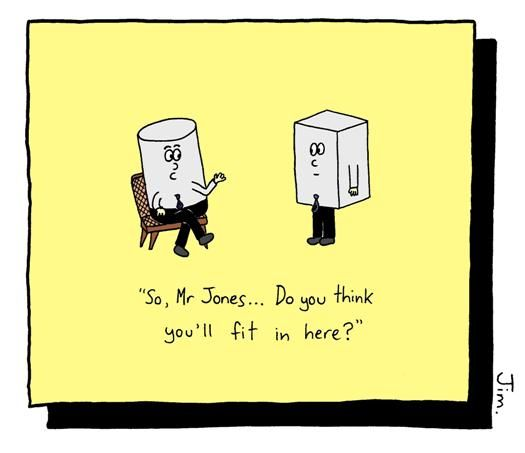 "So, Mr Jones... Do you think
you'll fit in here?"
Jim.